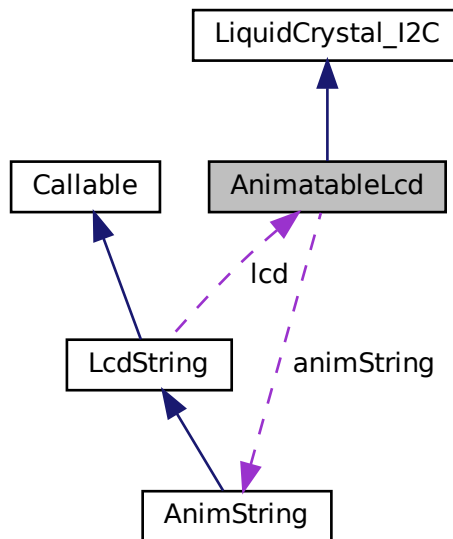 LiquidCrystal_I2C
Callable
AnimatableLcd
lcd
LcdString
animString
AnimString